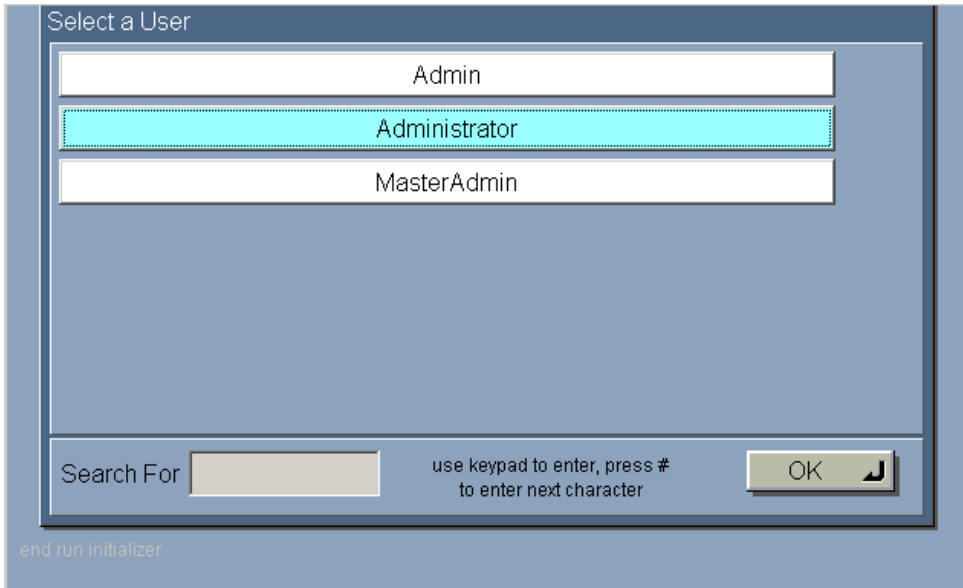 Select a User
Admin
Administrator
MasterAdmin
Search For
use keypad to enter, press #
to enter next character
OK
end run initializer